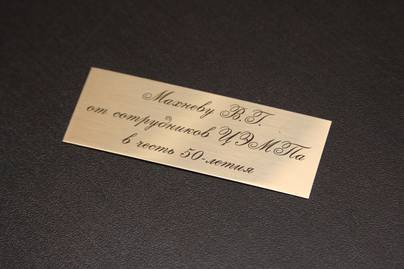 Махневу В.Г.
от сотрудников ЦЭМПа
в честь 50-летия